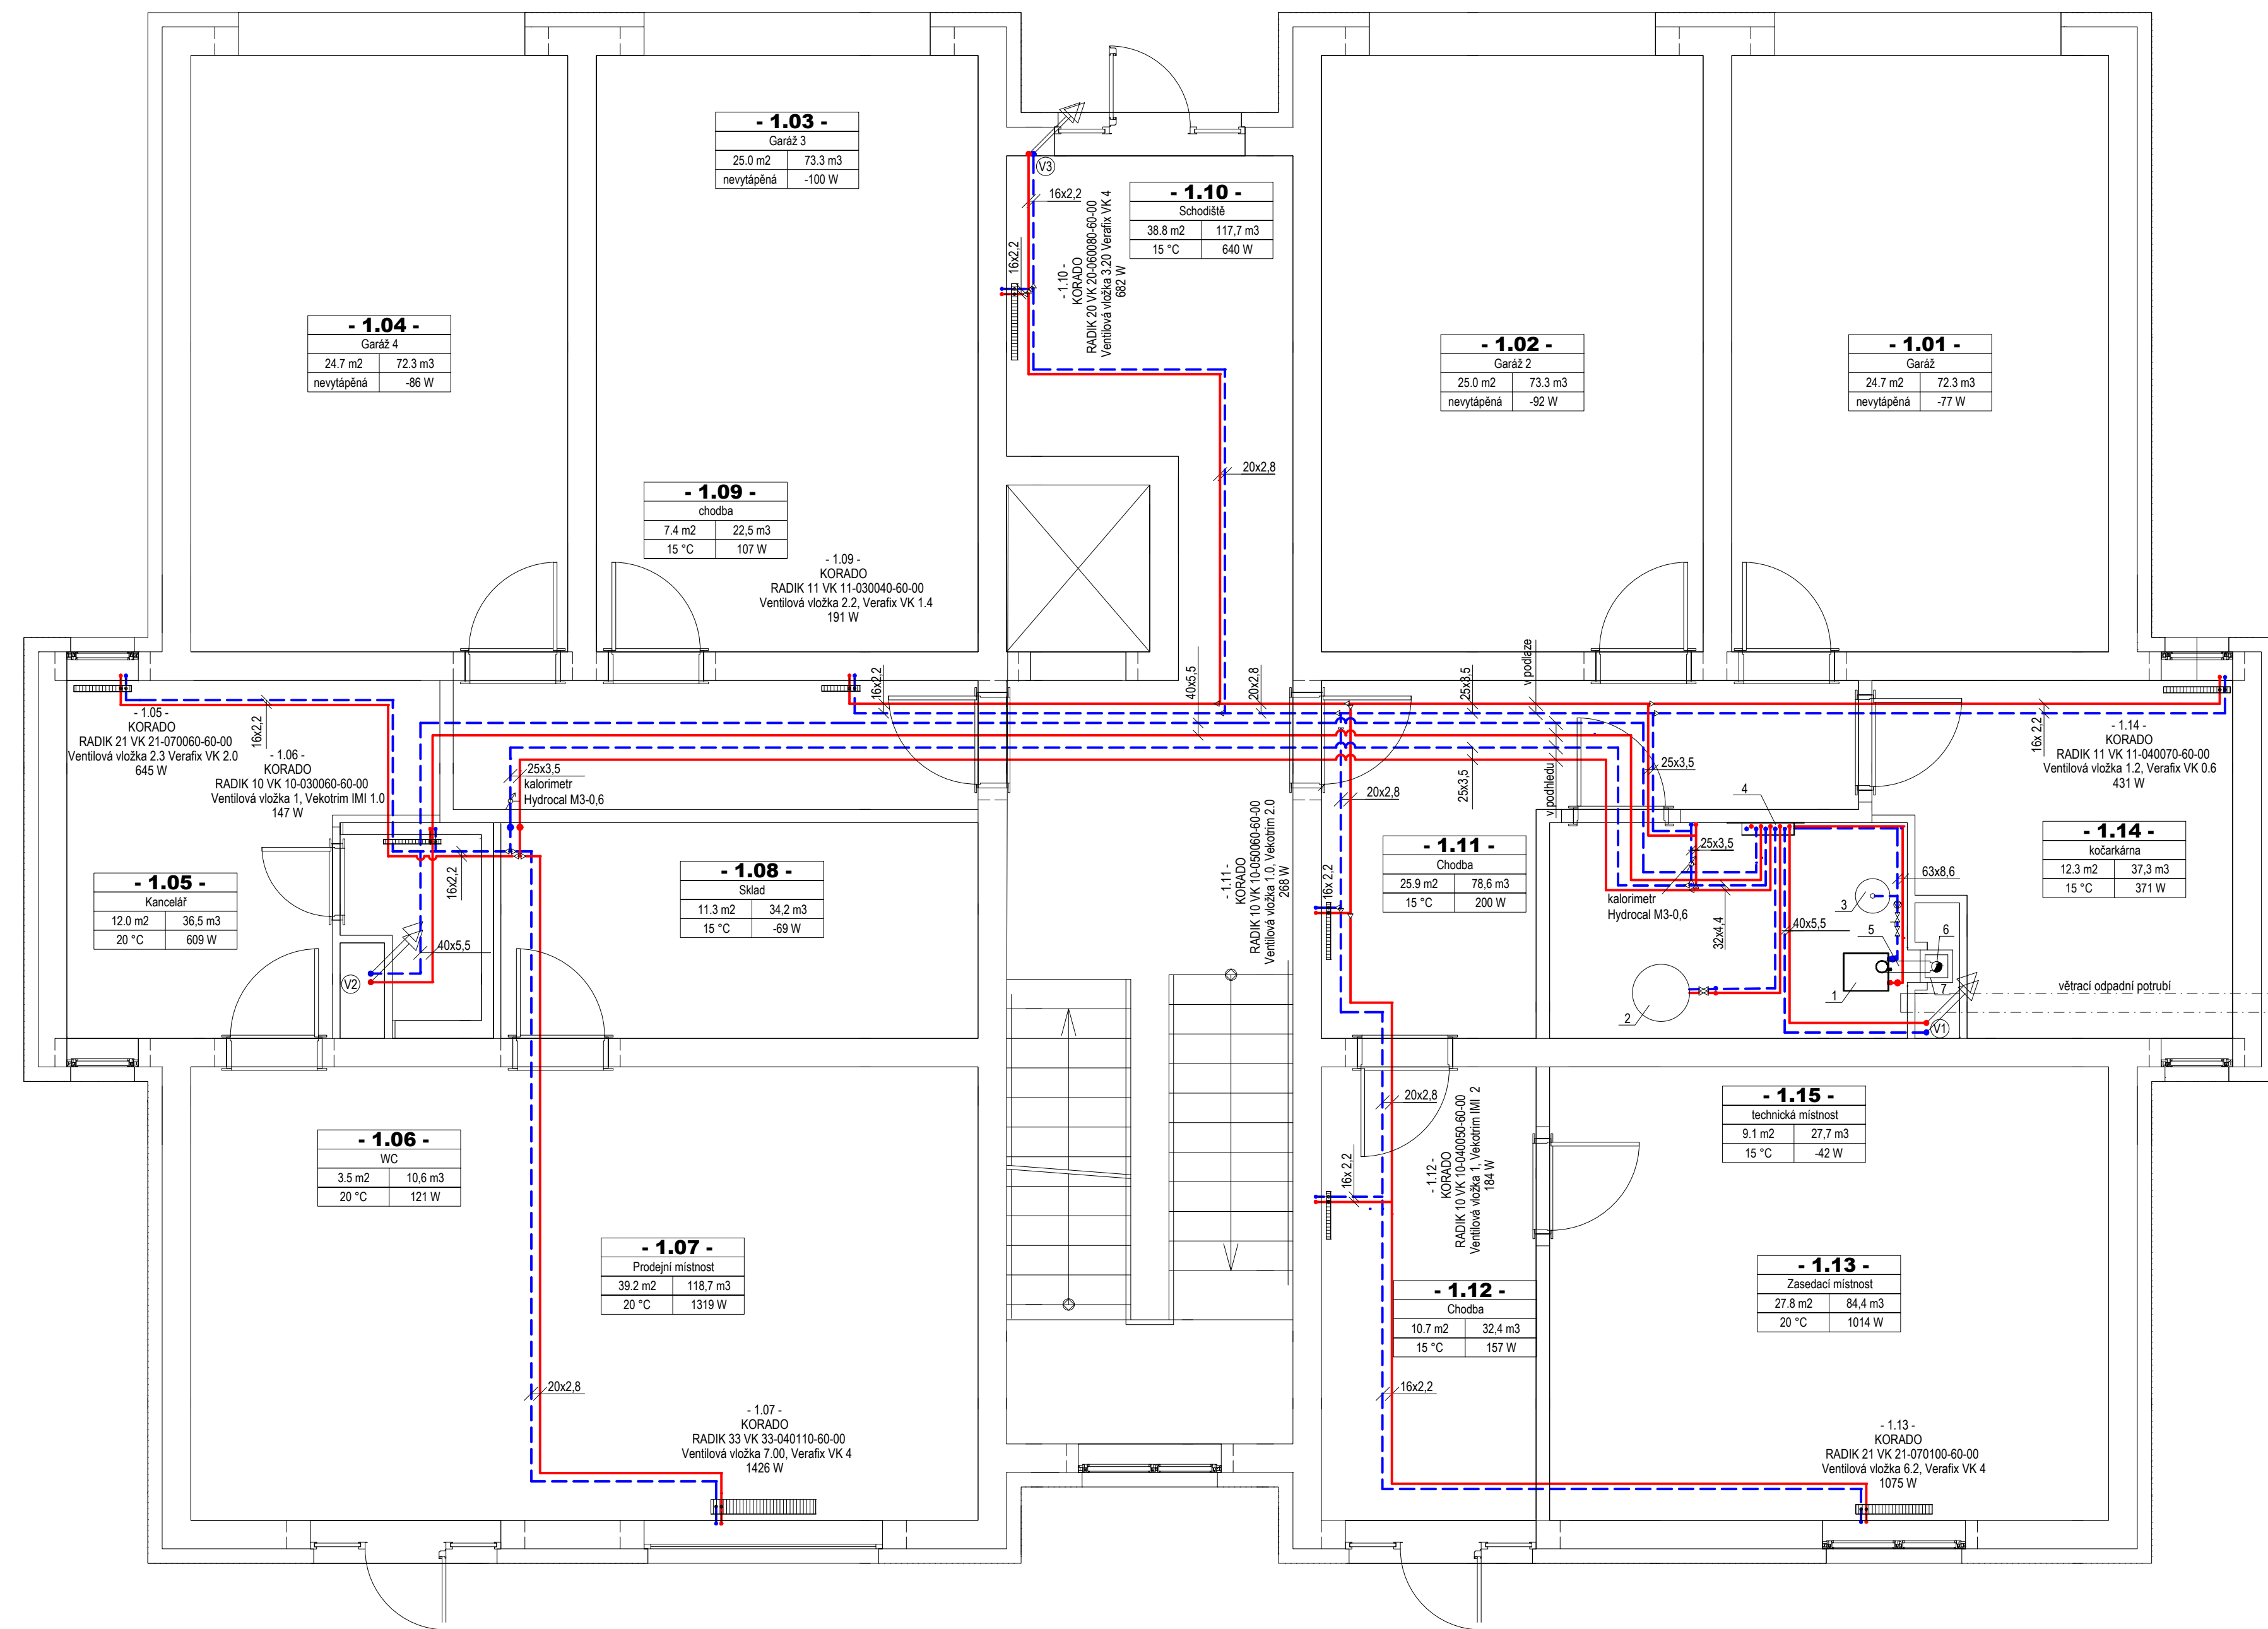 - 1.03 -
Garáž 3
25.0 m2 73.3 m3
nevytápěná -100 W
V3
16x2,2
16x2,2
- 1.10 -
KORADO
RADIK 20 VK 20-060080-60-00
Ventilová vložka 3.20 Verafix VK 4
682 W
- 1.10 -
Schodiště
38.8 m2 117,7 m3
15 °C 640 W
- 1.04 -
Garáž 4
24.7 m2 72.3 m3
nevytápěná -86 W
- 1.02 -
Garáž 2
25.0 m2 73.3 m3
nevytápěná -92 W
- 1.01 -
Garáž
24.7 m2 72.3 m3
nevytápěná -77 W
20x2,8
- 1.09 -
chodba
7.4 m2 22,5 m3
15 °C 107 W
- 1.09 -
KORADO
RADIK 11 VK 11-030040-60-00
Ventilová vložka 2.2, Verafix VK 1.4
191 W
16x2,2
40x5,5
20x2,8
25x3,5
v podlaze
16x2,2
- 1.05 -
KORADO
RADIK 21 VK 21-070060-60-00
Ventilová vložka 2.3 Verafix VK 2.0
645 W
- 1.06 -
KORADO
RADIK 10 VK 10-030060-60-00
Ventilová vložka 1, Vekotrim IMI 1.0
147 W
25x3,5
kalorimetr
Hydrocal M3-0,6
16x 2,2
- 1.14 -
KORADO
RADIK 11 VK 11-040070-60-00
Ventilová vložka 1.2, Verafix VK 0.6
431 W
25x3,5
25x3,5
v podhledu
20x2,8
4
- 1.11 -
KORADO
RADIK 10 VK 10-050060-60-00
Ventilová vložka 1.0, Vekotrim 2.0
268 W
16x 2,2
- 1.11 -
Chodba
25.9 m2 78,6 m3
15 °C 200 W
25x3,5
kalorimetr
Hydrocal M3-0,6
32x4,4
40x5,5
63x8,6
3
5
6
7
1
2
V1
- 1.14 -
kočarkárna
12.3 m2 37,3 m3
15 °C 371 W
větrací odpadní potrubí
- 1.05 -
Kancelář
12.0 m2 36,5 m3
20 °C 609 W
16x2,2
40x5,5
V2
- 1.08 -
Sklad
11.3 m2 34,2 m3
15 °C -69 W
- 1.06 -
WC
3.5 m2 10,6 m3
20 °C 121 W
- 1.07 -
Prodejní místnost
39.2 m2 118,7 m3
20 °C 1319 W
20x2,8
16x 2,2
- 1.12 -
KORADO
RADIK 10 VK 10-040050-60-00
Ventilová vložka 1, Vekotrim IMI 2
184 W
- 1.15 -
technická místnost
9.1 m2 27,7 m3
15 °C -42 W
- 1.12 -
Chodba
10.7 m2 32,4 m3
15 °C 157 W
- 1.13 -
Zasedací místnost
27.8 m2 84,4 m3
20 °C 1014 W
20x2,8
16x2,2
- 1.07 -
KORADO
RADIK 33 VK 33-040110-60-00
Ventilová vložka 7.00, Verafix VK 4
1426 W
- 1.13 -
KORADO
RADIK 21 VK 21-070100-60-00
Ventilová vložka 6.2, Verafix VK 4
1075 W